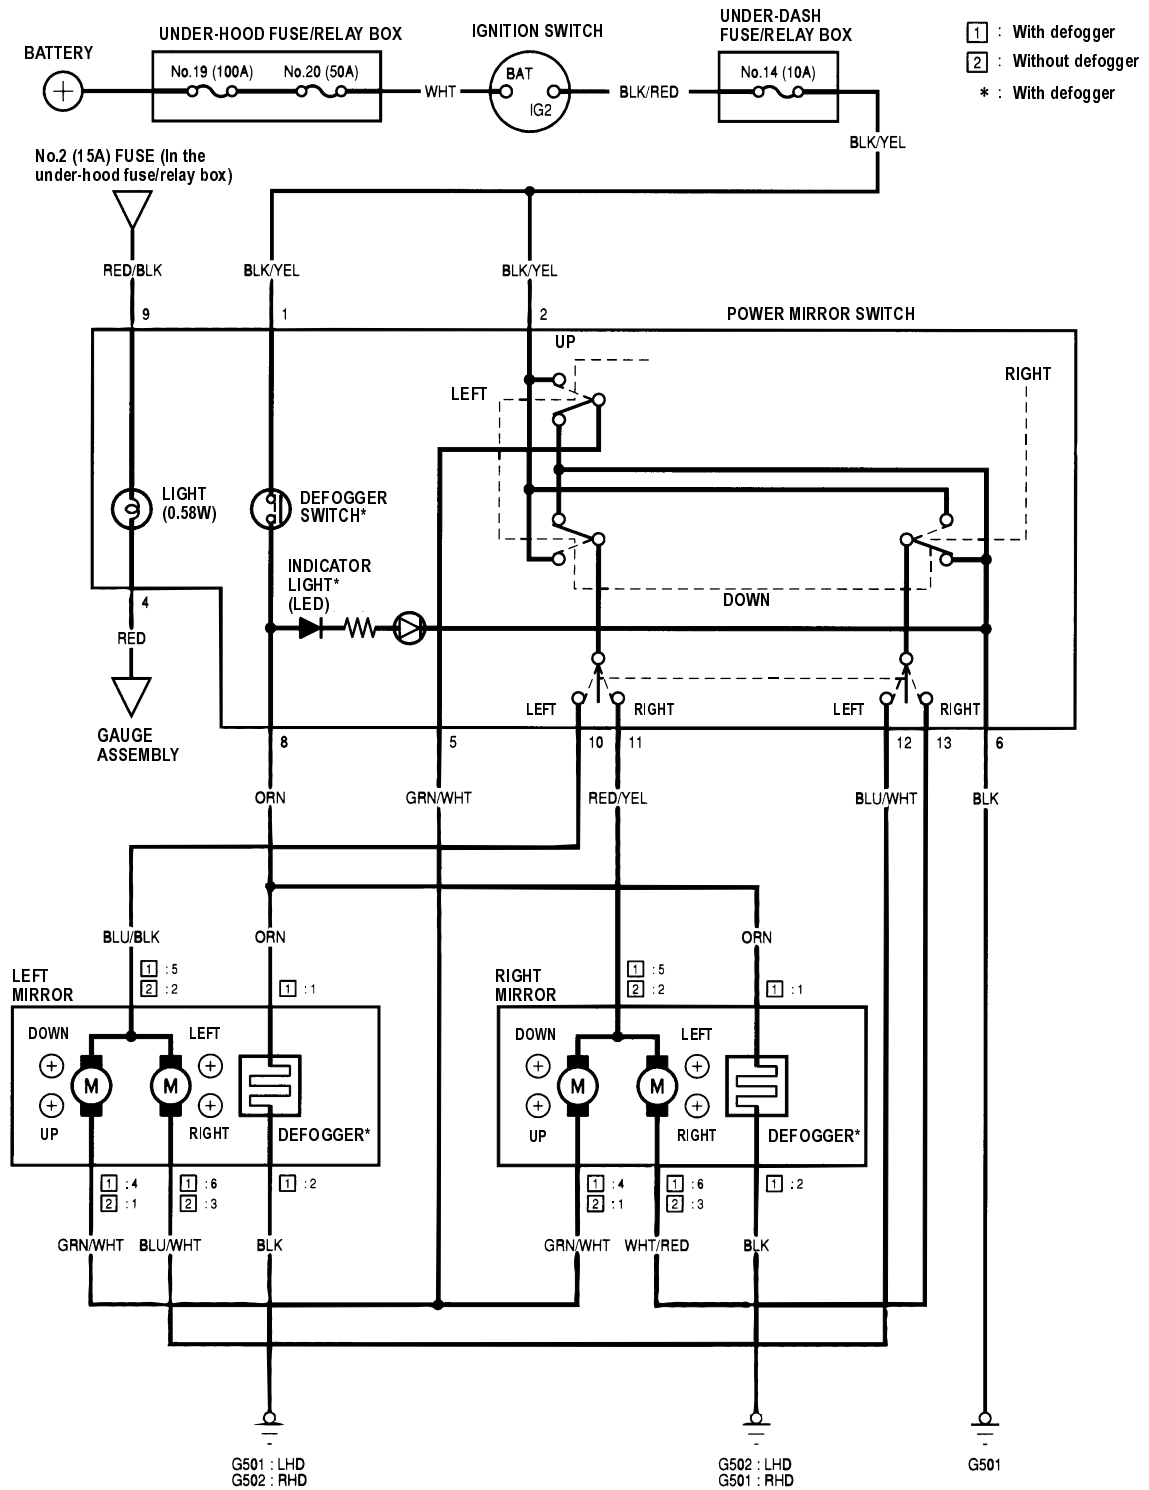 UNDER-DASH
FUSE/RELAY BOX
IGNITION SWITCH
UNDER-HOOD FUSE/RELAY BOX
BATTERY
1 : With defogger
2 : Without defogger
* : With defogger
No.19 (100A)
No.20 (50A)
BAT
IG2
No.14 (10A)
WHT
BLK/RED
BLK/YEL
No.2 (15A) FUSE (In the
under-hood fuse/relay box)
RED/BLK
BLK/YEL
BLK/YEL
9
1
2
POWER MIRROR SWITCH
UP
LEFT
RIGHT
LIGHT
(0.58W)
DEFOGGER
SWITCH*
INDICATOR
LIGHT*
(LED)
DOWN
4
RED
LEFT
RIGHT
LEFT
RIGHT
GAUGE
ASSEMBLY
8
5
10
11
12
13
6
ORN
GRN/WHT
RED/YEL
BLU/WHT
BLK
BLU/BLK
ORN
ORN
LEFT
MIRROR
1 :5
2 :2
1 :1
RIGHT
MIRROR
1 :5
2 :2
1 :1
DOWN
LEFT
M
M
UP
RIGHT
DEFOGGER*
DOWN
LEFT
M
M
UP
RIGHT
DEFOGGER*
1 :4
2 :1
1 :6
2 :3
1 :2
1 :4
2 :1
1 :6
2 :3
1 :2
GRN/WHT
BLU/WHT
BLK
GRN/WHT
WHT/RED
BLK
G501 : LHD
G502 : RHD
G502 : LHD
G501 : RHD
G501